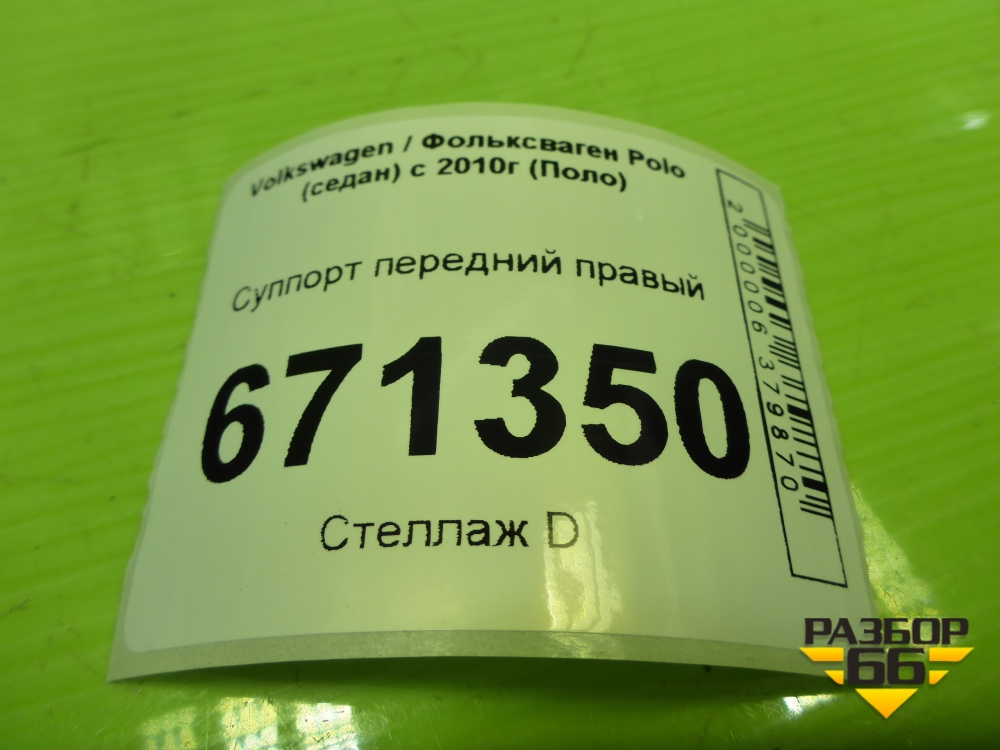 Volkswagen / Фольксваген Polo
(седан) с 2010г (Поло)
Суппорт передний правый
671350
Стеллаж D
2000006379870
РАЗБОР
66